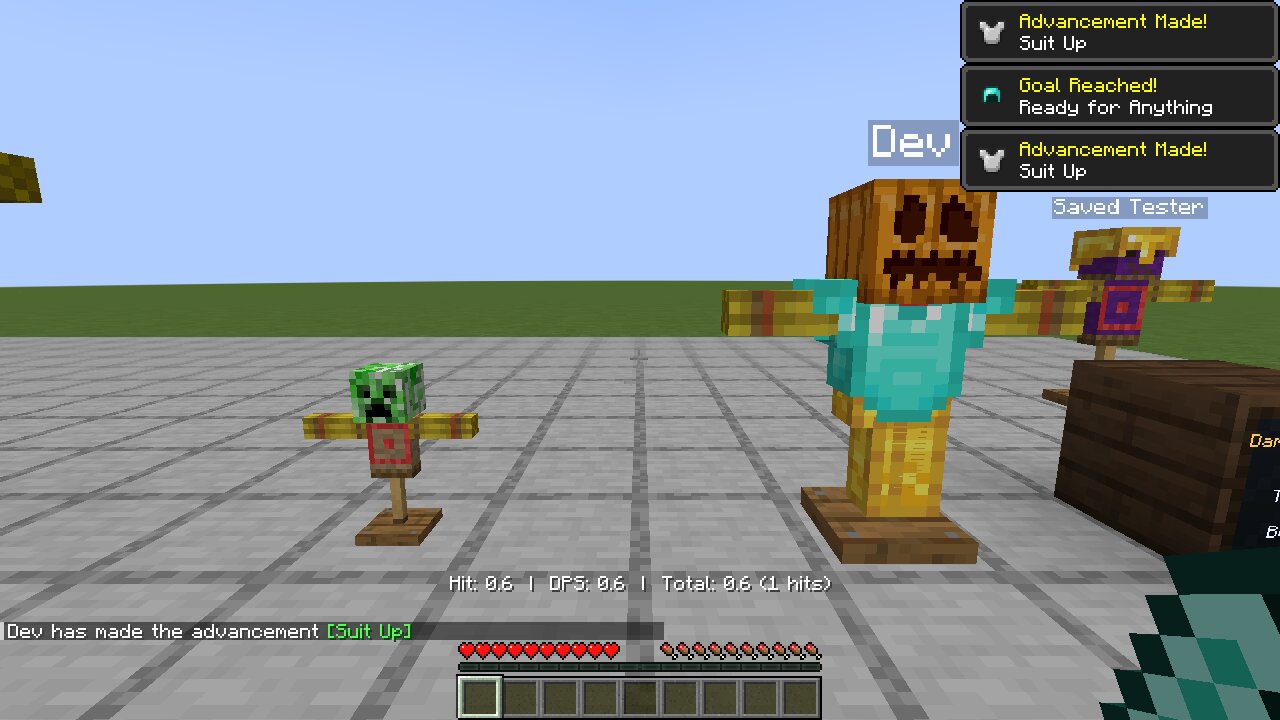 Advancement Made!
Suit Up
Goal Reached!
Ready for Anything
Advancement Made!
Suit Up
Dev
Saved Tester
Hit: 0.6 | DPS: 0.6 | Total: 0.6 (1 hits)
Dev has made the advancement [Suit Up]